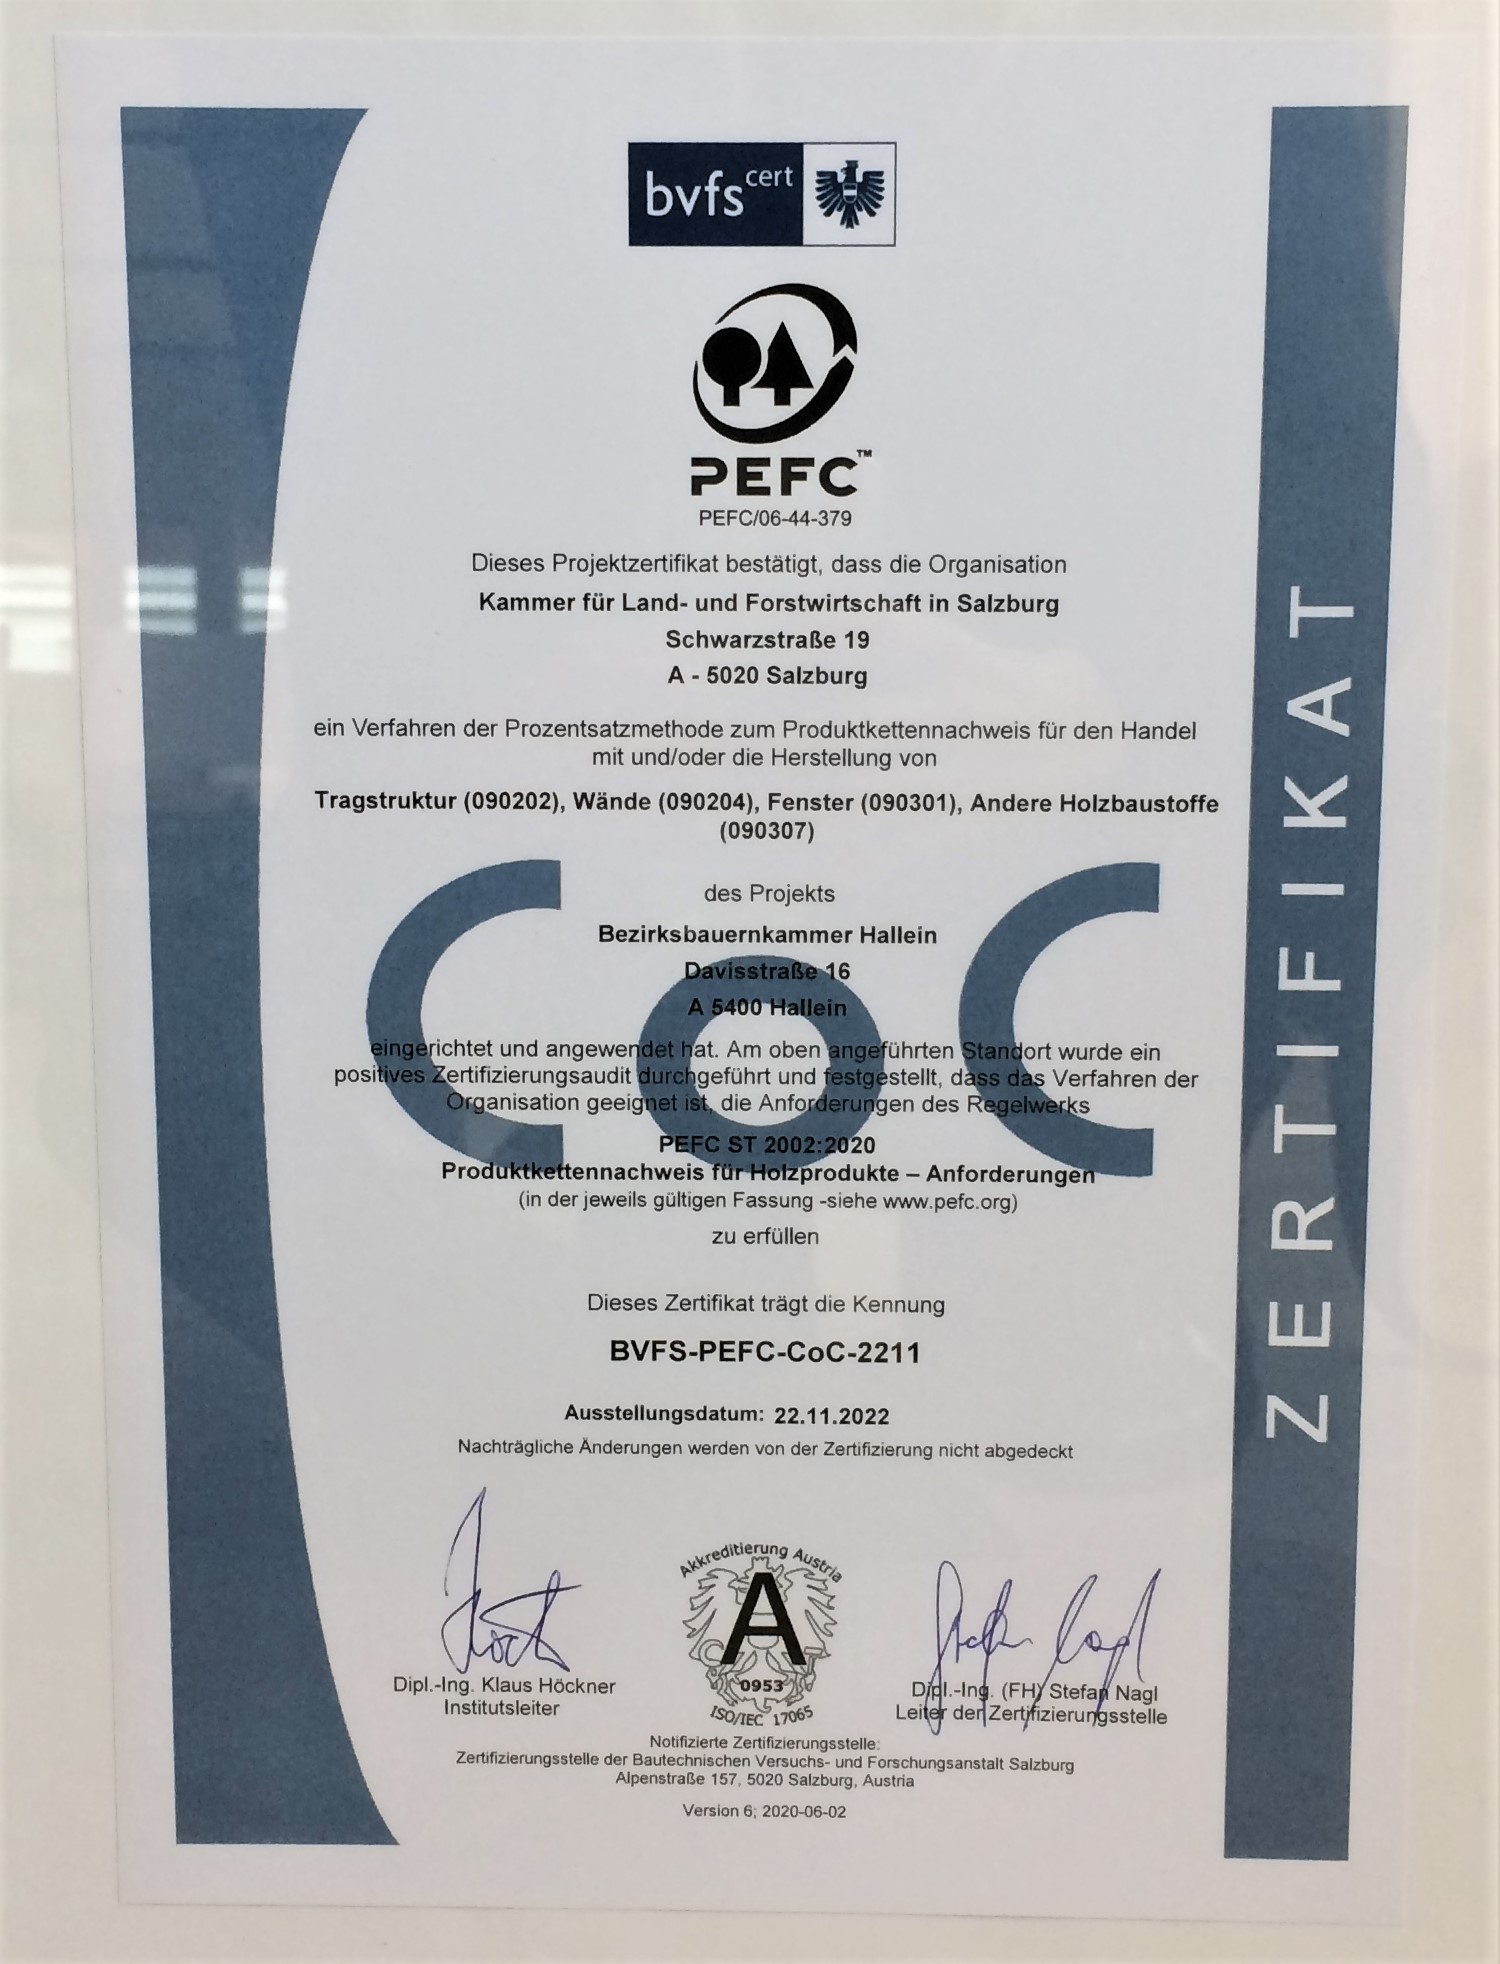 bvfs cert
PEFC™
PEFC/06-44-379
Dieses Projektzertifikat bestätigt, dass die Organisation
Kammer für Land- und Forstwirtschaft in Salzburg
Schwarzstraße 19
A - 5020 Salzburg
ein Verfahren der Prozentsatzmethode zum Produktkettennachweis für den Handel
mit und/oder die Herstellung von
Tragstruktur (090202), Wände (090204), Fenster (090301), Andere Holzbaustoffe
(090307)
CoC
des Projekts
Bezirksbauernkammer Hallein
Davisstraße 16
A 5400 Hallein
eingerichtet und angewendet hat. Am oben angeführten Standort wurde ein
positives Zertifizierungsaudit durchgeführt und festgestellt, dass das Verfahren der
Organisation geeignet ist, die Anforderungen des Regelwerks
PEFC ST 2002:2020
Produktkettennachweis für Holzprodukte – Anforderungen
(in der jeweils gültigen Fassung -siehe www.pefc.org)
zu erfüllen
Dieses Zertifikat trägt die Kennung
BVFS-PEFC-CoC-2211
Ausstellungsdatum: 22.11.2022
Nachträgliche Änderungen werden von der Zertifizierung nicht abgedeckt
Akkreditierung Austria
A
0953
ISO/IEC 17065
Dipl.-Ing. Klaus Höckner
Institutsleiter
Dipl.-Ing. (FH) Stefan Nagl
Leiter der Zertifizierungsstelle
Notifizierte Zertifizierungsstelle:
Zertifizierungsstelle der Bautechnischen Versuchs- und Forschungsanstalt Salzburg
Alpenstraße 157, 5020 Salzburg, Austria
Version 6; 2020-06-02
ZERTIFIKAT